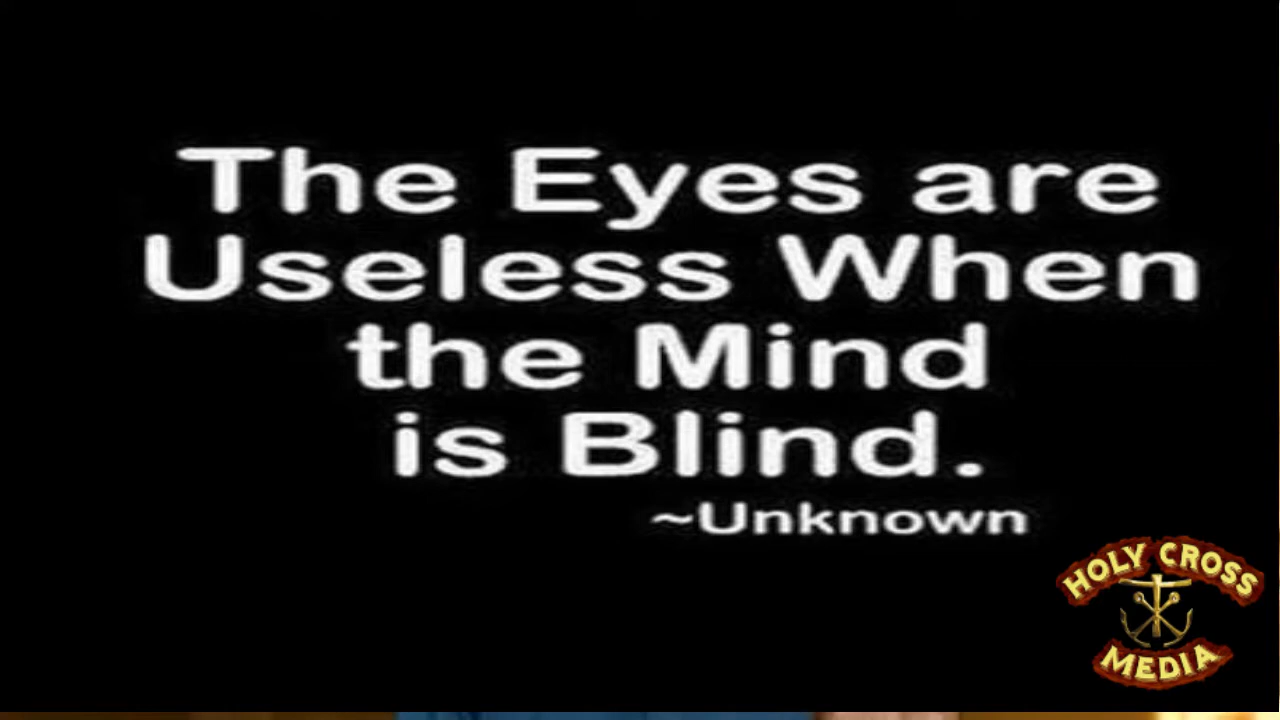 The Eyes are
Useless When
the Mind
is Blind.
~Unknown
HOLY CROSS
MEDIA